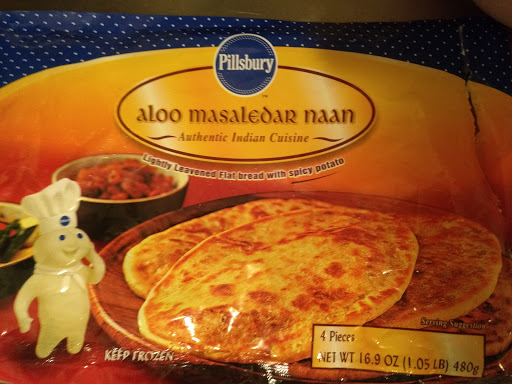 Pillsbury
TM
aloo masaledar naan
Authentic Indian Cuisine
Lightly Leavened Flat bread with spicy potato
Serving Suggestion
4 Pieces
NET WT 16.9 OZ (1.05 LB) 480g
KEEP FROZEN